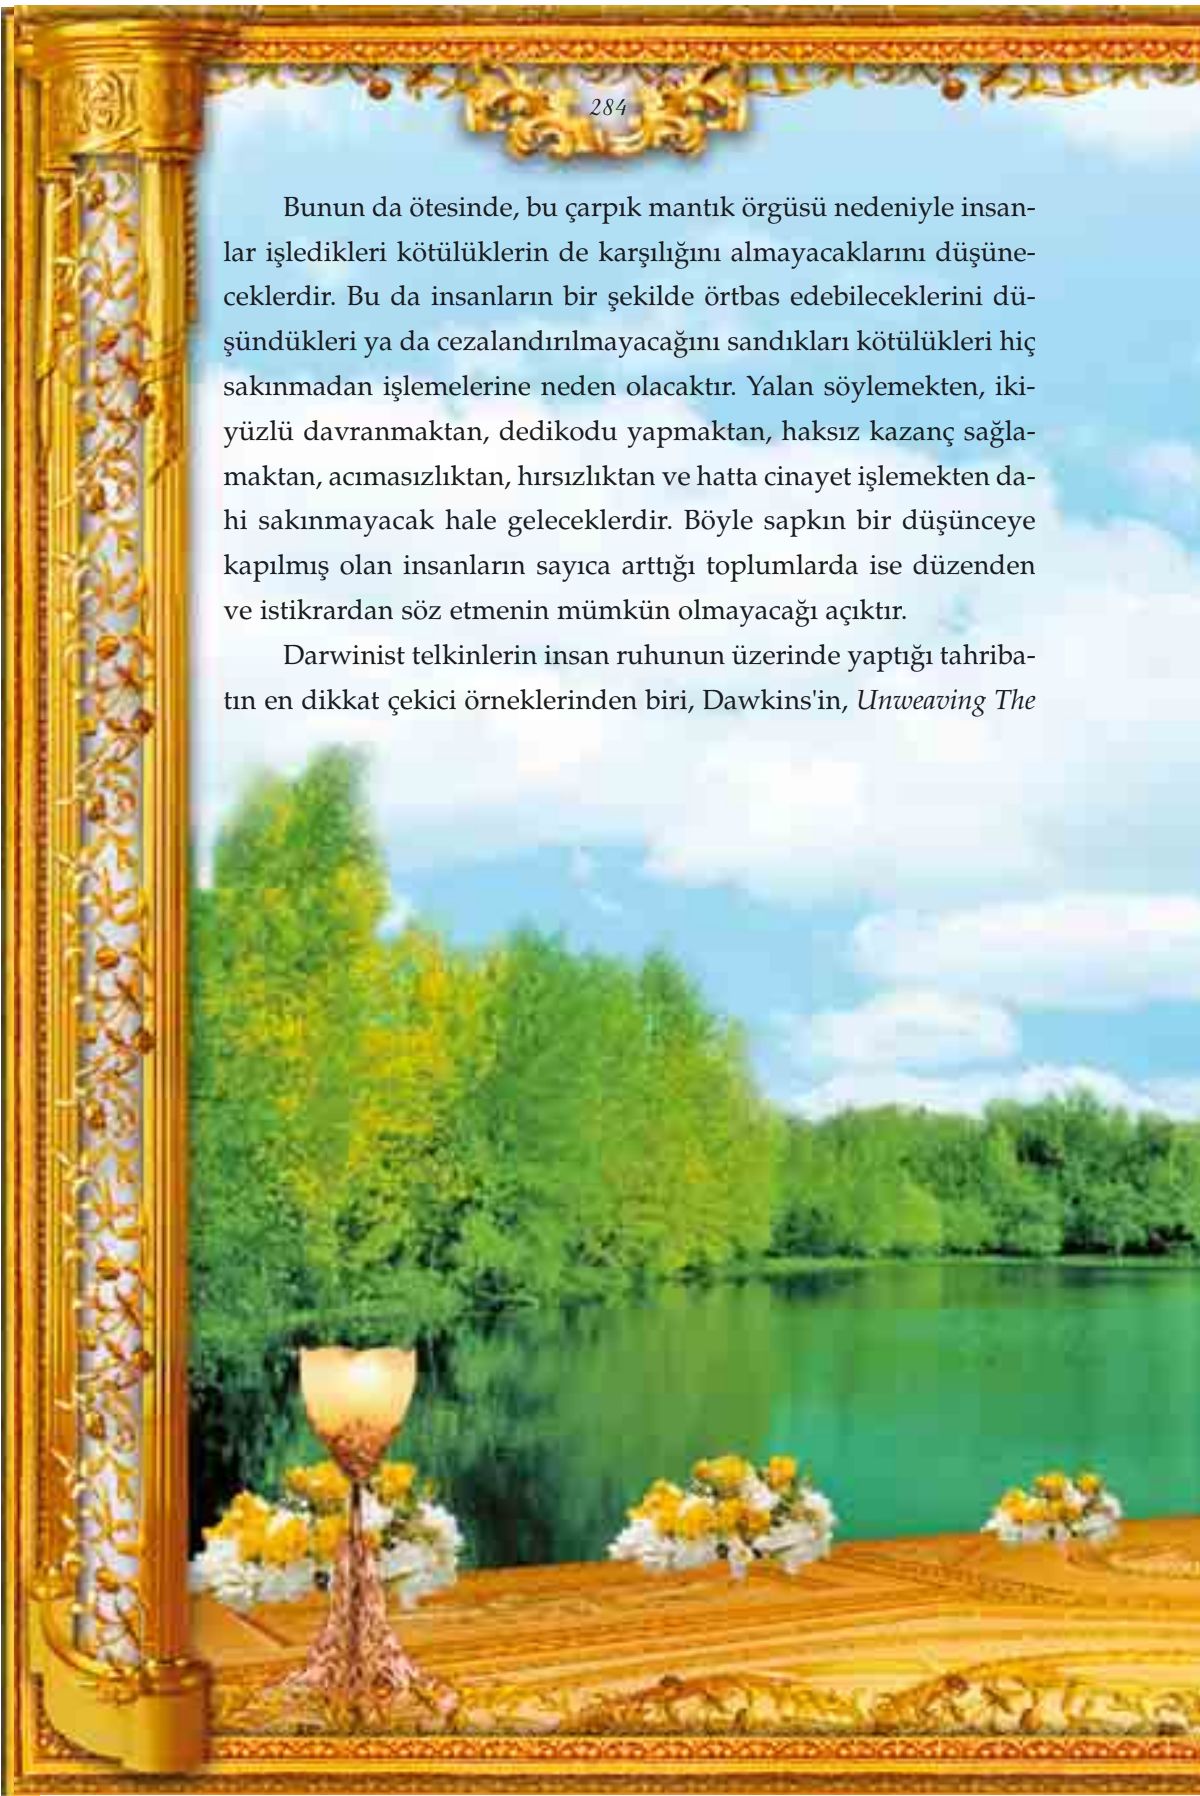 284
Bunun da ötesinde, bu çarpık mantık örgüsü nedeniyle insan-
lar işledikleri kötülüklerin de karşılığını almayacaklarını düşüne-
ceklerdir. Bu da insanların bir şekilde örtbas edebileceklerini dü-
şündükleri ya da cezalandırılmayacağını sandıkları kötülükleri hiç
sakınmadan işlemelerine neden olacaktır. Yalan söylemekten, iki-
yüzlü davranmaktan, dedikodu yapmaktan, haksız kazanç sağla-
maktan, acımasızlıktan, hırsızlıktan ve hatta cinayet işlemekten da-
hi sakınmayacak hale geleceklerdir. Böyle sapkın bir düşünceye
kapılmış olan insanların sayıca arttığı toplumlarda ise düzenden
ve istikrardan söz etmenin mümkün olmayacağı açıktır.
Darwinist telkinlerin insan ruhunun üzerinde yaptığı tahriba-
tın en dikkat çekici örneklerinden biri, Dawkins'in, Unweaving The